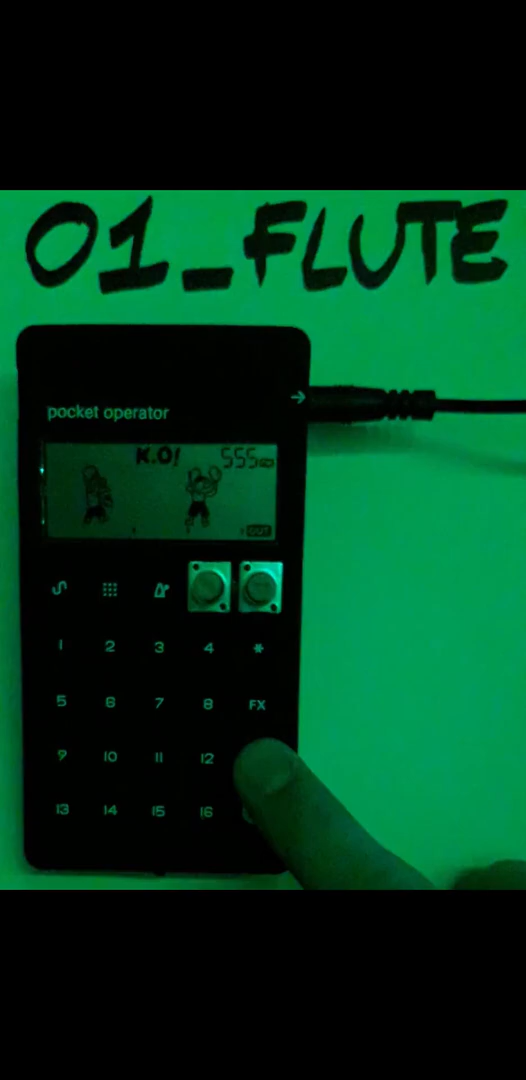 01_FLUTE
pocket operator
K.O!
555
OUT
1 2 3 4 *
5 6 7 8 FX
9 10 11 12
13 14 15 16